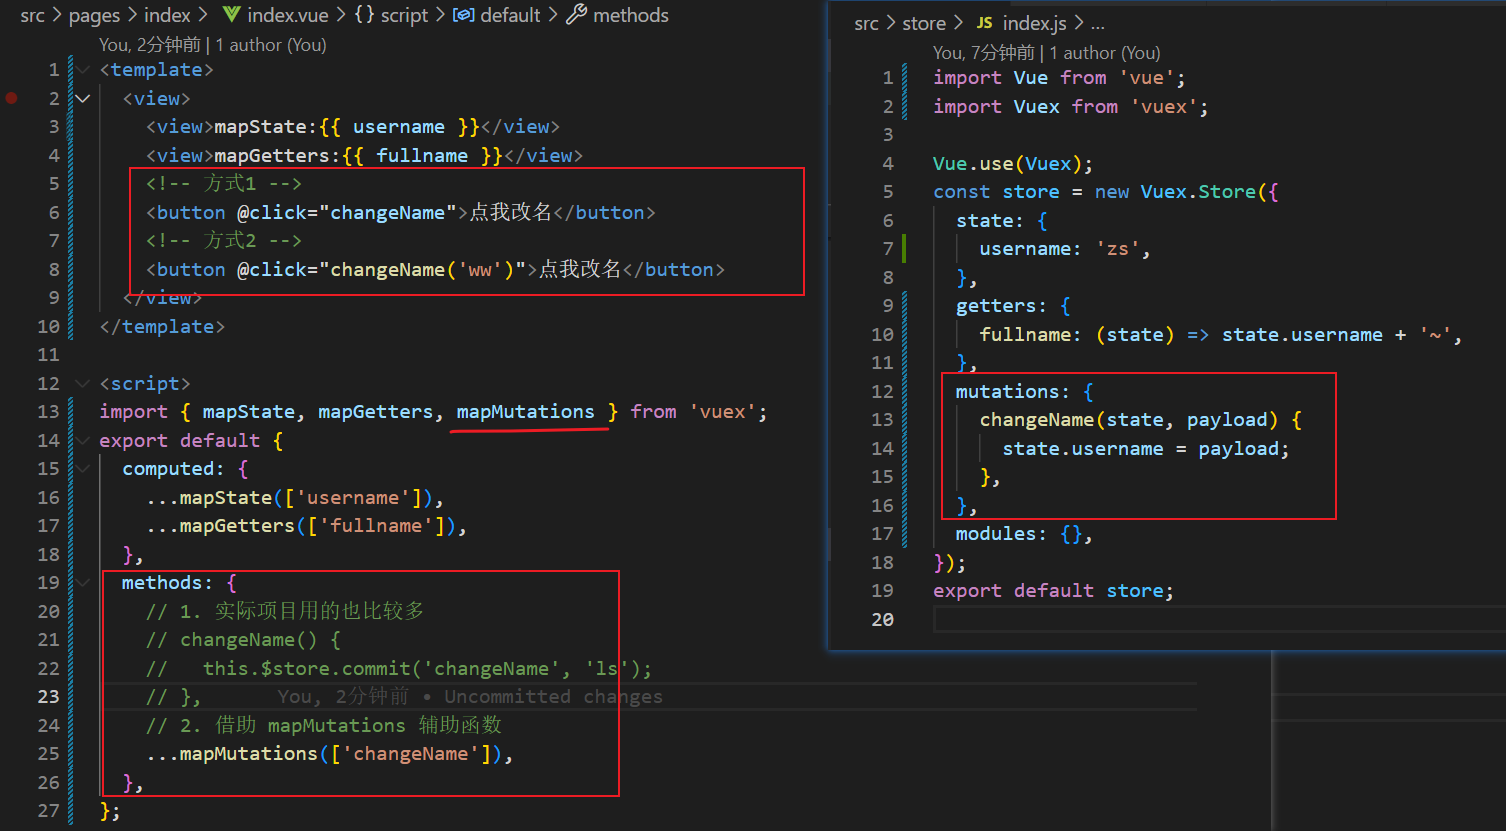 src > pages > index > index.vue > {} script > default > methods
You, 2分钟前 | 1 author (You)
1 <template>
2 <view>
3 <view>mapState:{{ username }}</view>
4 <view>mapGetters:{{ fullname }}</view>
5 <!-- 方式1 -->
6 <button @click="changeName">点我改名</button>
7 <!-- 方式2 -->
8 <button @click="changeName('ww')">点我改名</button>
9 </view>
10 </template>
11
12 <script>
13 import { mapState, mapGetters, mapMutations } from 'vuex';
14 export default {
15 computed: {
16 ...mapState(['username']),
17 ...mapGetters(['fullname']),
18 },
19 methods: {
20 // 1. 实际项目用的也比较多
21 // changeName() {
22 //   this.$store.commit('changeName', 'ls');
23 // }, You, 2分钟前 • Uncommitted changes
24 // 2. 借助 mapMutations 辅助函数
25 ...mapMutations(['changeName']),
26 },
27 };
src > store > JS index.js > ...
You, 7分钟前 | 1 author (You)
1 import Vue from 'vue';
2 import Vuex from 'vuex';
3
4 Vue.use(Vuex);
5 const store = new Vuex.Store({
6 state: {
7 username: 'zs',
8 },
9 getters: {
10 fullname: (state) => state.username + '~',
11 },
12 mutations: {
13 changeName(state, payload) {
14 state.username = payload;
15 },
16 },
17 modules: {},
18 });
19 export default store;
20